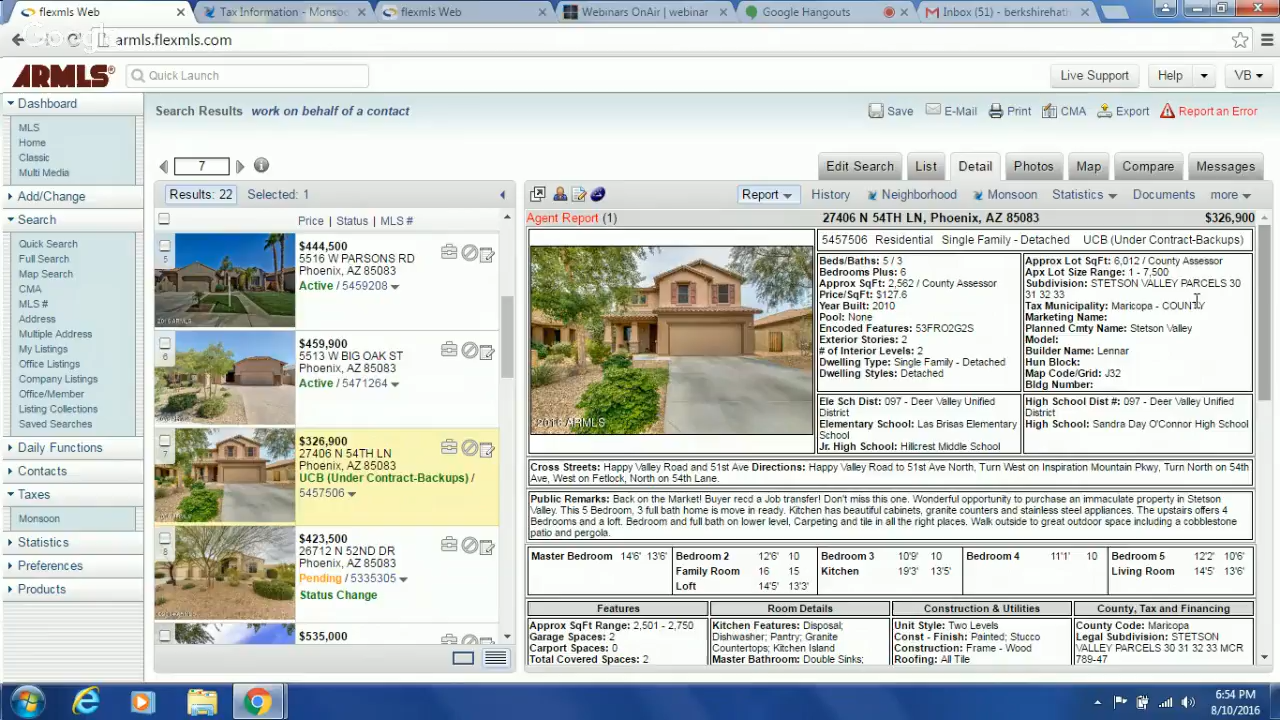 flexmls Web
Tax Information - Monsoo
flexmls Web
Webinars OnAir | webinar
Google Hangouts
Inbox (51) - berkshirehath
armls.flexmls.com
ARMLS
Quick Launch
Live Support
Help
VB
Dashboard
MLS
Home
Classic
Multi Media
Add/Change
Search
Quick Search
Full Search
Map Search
CMA
MLS #
Address
Multiple Address
My Listings
Office Listings
Company Listings
Office/Member
Listing Collections
Saved Searches
Daily Functions
Contacts
Taxes
Monsoon
Statistics
Preferences
Products
Search Results work on behalf of a contact
Save
E-Mail
Print
CMA
Export
Report an Error
7
Edit Search
List
Detail
Photos
Map
Compare
Messages
Results: 22
Selected: 1
Price | Status | MLS #
5
$444,500
5516 W PARSONS RD
Phoenix, AZ 85083
Active / 5459208
6
$459,900
5513 W BIG OAK ST
Phoenix, AZ 85083
Active / 5471264
7
$326,900
27406 N 54TH LN
Phoenix, AZ 85083
UCB (Under Contract-Backups) /
5457506
8
$423,500
26712 N 52ND DR
Phoenix, AZ 85083
Pending / 5335305
Status Change
$535,000
Report
History
Neighborhood
Monsoon
Statistics
Documents
more
Agent Report (1)
27406 N 54TH LN, Phoenix, AZ 85083
$326,900
5457506 Residential Single Family - Detached UCB (Under Contract-Backups)
Beds/Baths: 5 / 3
Bedrooms Plus: 6
Approx SqFt: 2,562 / County Assessor
Price/SqFt: $127.6
Year Built: 2010
Pool: None
Encoded Features: 53FRO2G2S
Exterior Stories: 2
# of Interior Levels: 2
Dwelling Type: Single Family - Detached
Dwelling Styles: Detached
Approx Lot SqFt: 6,012 / County Assessor
Apx Lot Size Range: 1 - 7,500
Subdivision: STETSON VALLEY PARCELS 30
31 32 33
Tax Municipality: Maricopa - COUNTY
Marketing Name:
Planned Cmty Name: Stetson Valley
Model:
Builder Name: Lennar
Hun Block:
Map Code/Grid: J32
Bldg Number:
Ele Sch Dist: 097 - Deer Valley Unified
District
Elementary School: Las Brisas Elementary
School
Jr. High School: Hillcrest Middle School
High School Dist #: 097 - Deer Valley Unified
District
High School: Sandra Day O'Connor High School
Cross Streets: Happy Valley Road and 51st Ave Directions: Happy Valley Road to 51st Ave North, Turn West on Inspiration Mountain Pkwy, Turn North on 54th
Ave, West on Fetlock, North on 54th Lane.
Public Remarks: Back on the Market! Buyer recd a Job transfer! Don't miss this one. Wonderful opportunity to purchase an immaculate property in Stetson
Valley. This 5 Bedroom, 3 full bath home is move in ready. Kitchen has beautiful cabinets, granite counters and stainless steel appliances. The upstairs offers 4
Bedrooms and a loft. Bedroom and full bath on lower level, Carpeting and tile in all the right places. Walk outside to great outdoor space including a cobblestone
patio and pergola.
Master Bedroom 14'6' 13'6'
Bedroom 2 12'6' 10
Family Room 16 15
Loft 14'5' 13'3'
Bedroom 3 10'9' 10
Kitchen 19'3' 13'5'
Bedroom 4 11'1' 10
Bedroom 5 12'2' 10'6'
Living Room 14'5' 13'6'
Features
Approx SqFt Range: 2,501 - 2,750
Garage Spaces: 2
Carport Spaces: 0
Total Covered Spaces: 2
Room Details
Kitchen Features: Disposal;
Dishwasher; Pantry; Granite
Countertops; Kitchen Island
Master Bathroom: Double Sinks;
Construction & Utilities
Unit Style: Two Levels
Const - Finish: Painted; Stucco
Construction: Frame - Wood
Roofing: All Tile
County, Tax and Financing
County Code: Maricopa
Legal Subdivision: STETSON
VALLEY PARCELS 30 31 32 33 MCR
789-47
6:54 PM
8/10/2016